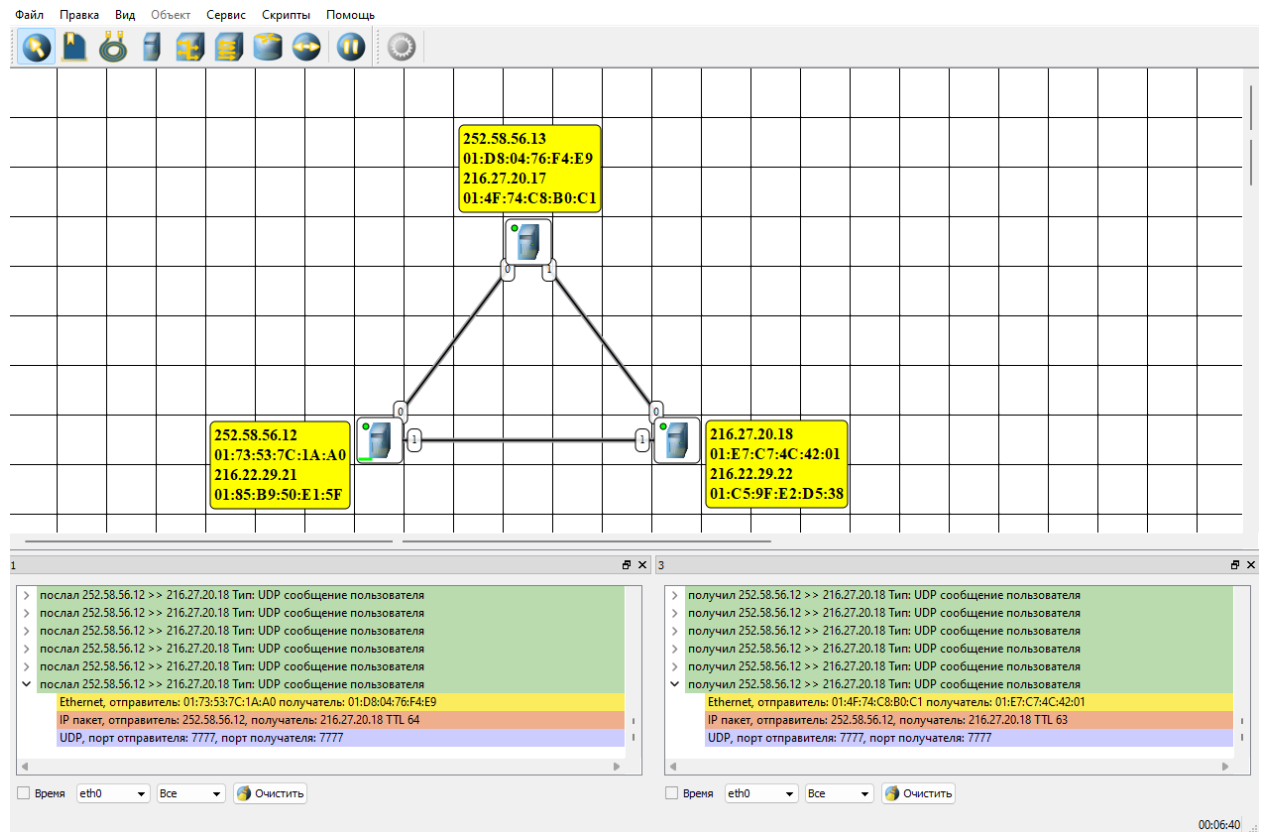 Файл Правка Вид Объект Сервис Скрипты Помощь
252.58.56.13
01:D8:04:76:F4:E9
216.27.20.17
01:4F:74:C8:B0:C1
0 1
0 0
252.58.56.12
01:73:53:7C:1A:A0
216.22.29.21
01:85:B9:50:E1:5F
1 1
216.27.20.18
01:E7:C7:4C:42:01
216.22.29.22
01:C5:9F:E2:D5:38
1
послал 252.58.56.12 >> 216.27.20.18 Тип: UDP сообщение пользователя
послал 252.58.56.12 >> 216.27.20.18 Тип: UDP сообщение пользователя
послал 252.58.56.12 >> 216.27.20.18 Тип: UDP сообщение пользователя
послал 252.58.56.12 >> 216.27.20.18 Тип: UDP сообщение пользователя
послал 252.58.56.12 >> 216.27.20.18 Тип: UDP сообщение пользователя
послал 252.58.56.12 >> 216.27.20.18 Тип: UDP сообщение пользователя
Ethernet, отправитель: 01:73:53:7C:1A:A0 получатель: 01:D8:04:76:F4:E9
IP пакет, отправитель: 252.58.56.12, получатель: 216.27.20.18 TTL 64
UDP, порт отправителя: 7777, порт получателя: 7777
Время eth0 Все Очистить
3
получил 252.58.56.12 >> 216.27.20.18 Тип: UDP сообщение пользователя
получил 252.58.56.12 >> 216.27.20.18 Тип: UDP сообщение пользователя
получил 252.58.56.12 >> 216.27.20.18 Тип: UDP сообщение пользователя
получил 252.58.56.12 >> 216.27.20.18 Тип: UDP сообщение пользователя
получил 252.58.56.12 >> 216.27.20.18 Тип: UDP сообщение пользователя
получил 252.58.56.12 >> 216.27.20.18 Тип: UDP сообщение пользователя
Ethernet, отправитель: 01:4F:74:C8:B0:C1 получатель: 01:E7:C7:4C:42:01
IP пакет, отправитель: 252.58.56.12, получатель: 216.27.20.18 TTL 63
UDP, порт отправителя: 7777, порт получателя: 7777
Время eth0 Все Очистить
00:06:40